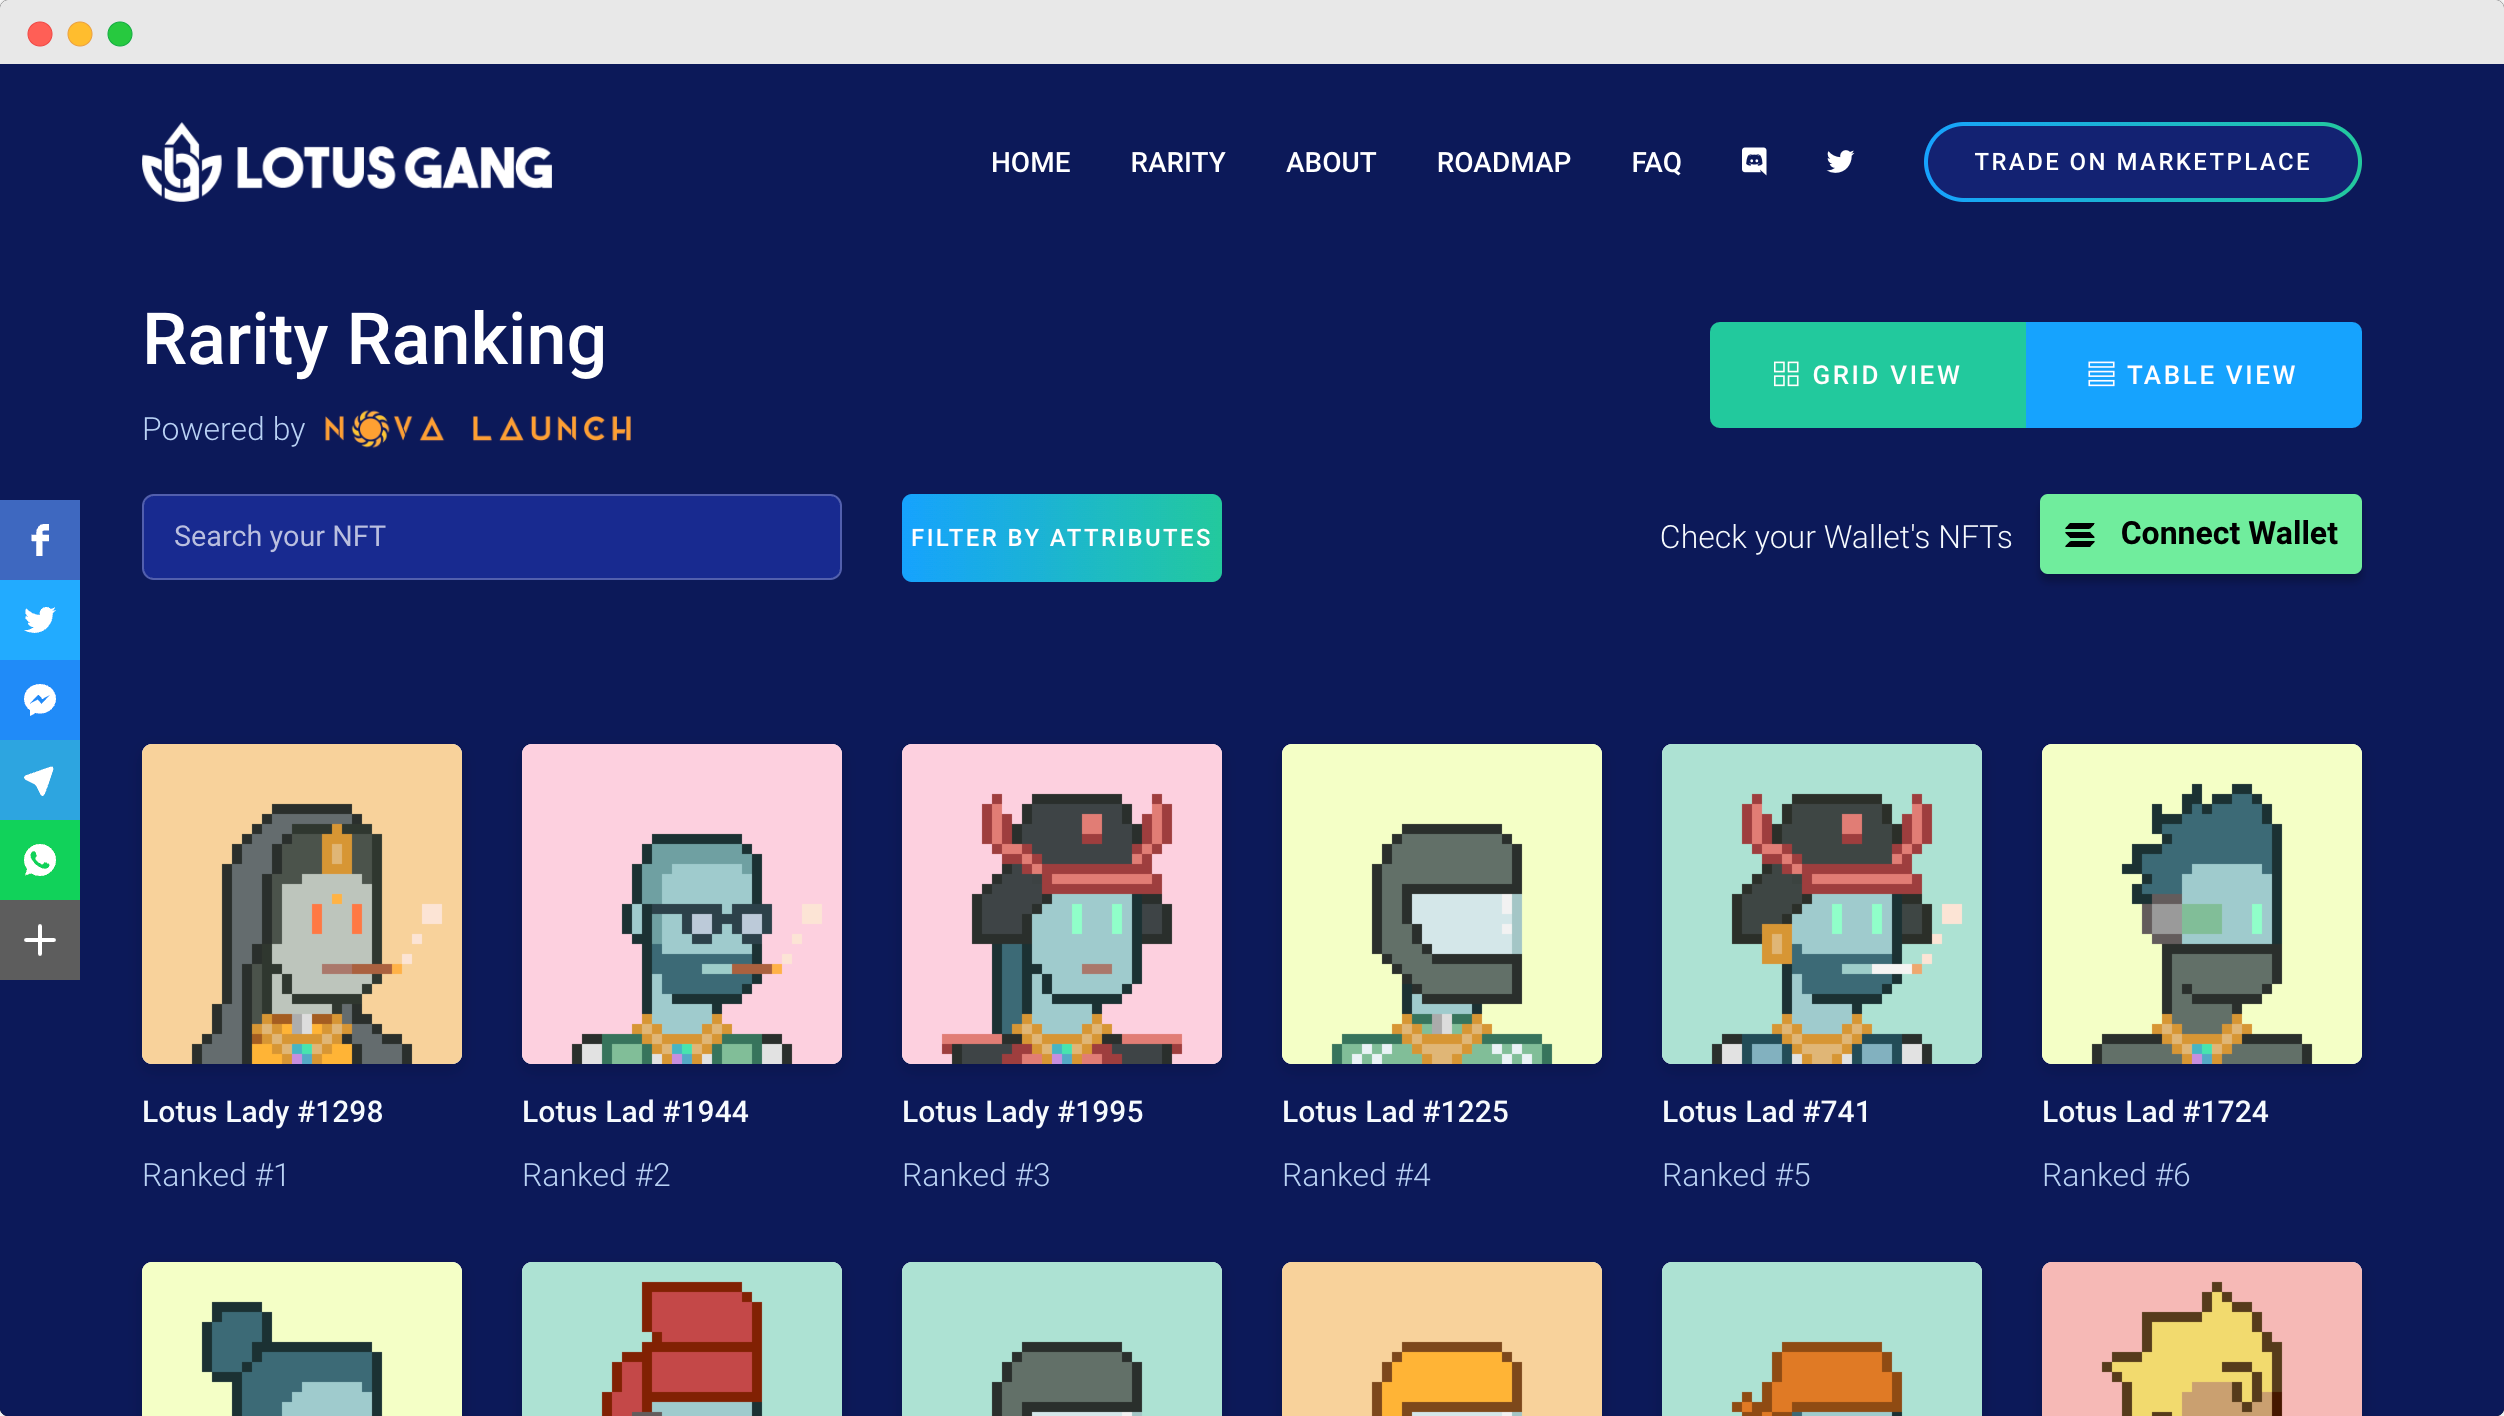 LOTUS GANG
HOME RARITY ABOUT ROADMAP FAQ TRADE ON MARKETPLACE
Rarity Ranking
Powered by NOVA LAUNCH
GRID VIEW TABLE VIEW
Search your NFT
FILTER BY ATTRIBUTES
Check your Wallet's NFTs
Connect Wallet
Lotus Lady #1298
Ranked #1
Lotus Lad #1944
Ranked #2
Lotus Lady #1995
Ranked #3
Lotus Lad #1225
Ranked #4
Lotus Lad #741
Ranked #5
Lotus Lad #1724
Ranked #6